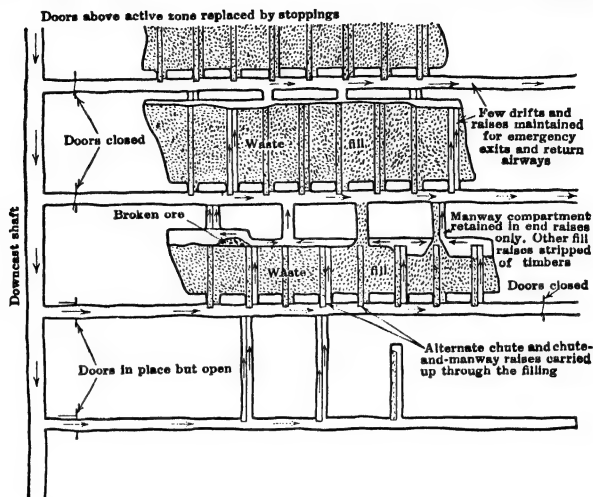 Doors above active zone replaced by stoppings
Doors closed
Few drifts and
raises maintained
for emergency
exits and return
airways
Waste fill
Broken ore
Manway compartment
retained in end raises
only. Other fill
raises stripped
of timbers
Downcast shaft
Waste fill
Doors closed
Alternate chute and chute-
and-manway raises carried
up through the filling
Doors in place but open